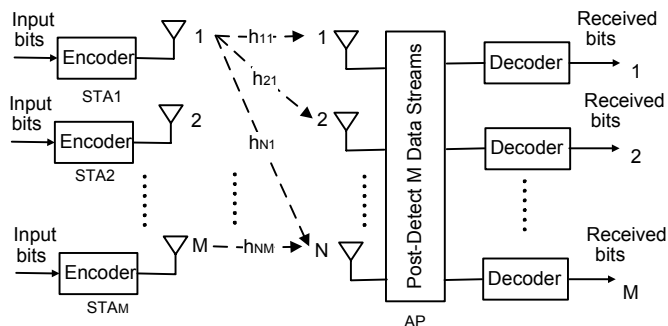 Input
bits
Encoder
STA1
1
h11
1
Decoder
Received
bits
1
h21
Input
bits
Encoder
STA2
2
hN1
2
Post-Detect M Data Streams
Decoder
Received
bits
2
Input
bits
Encoder
STAM
M
hNM
N
Decoder
Received
bits
M
AP